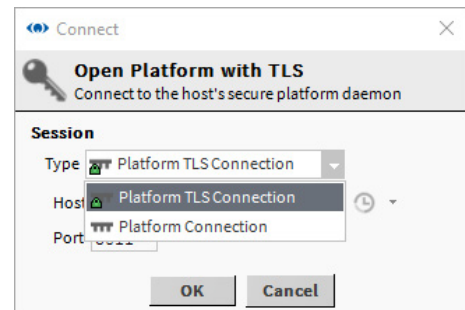 Connect
Open Platform with TLS
Connect to the host's secure platform daemon
Session
Type Platform TLS Connection
Host
Platform TLS Connection
Platform Connection
Port
OK Cancel